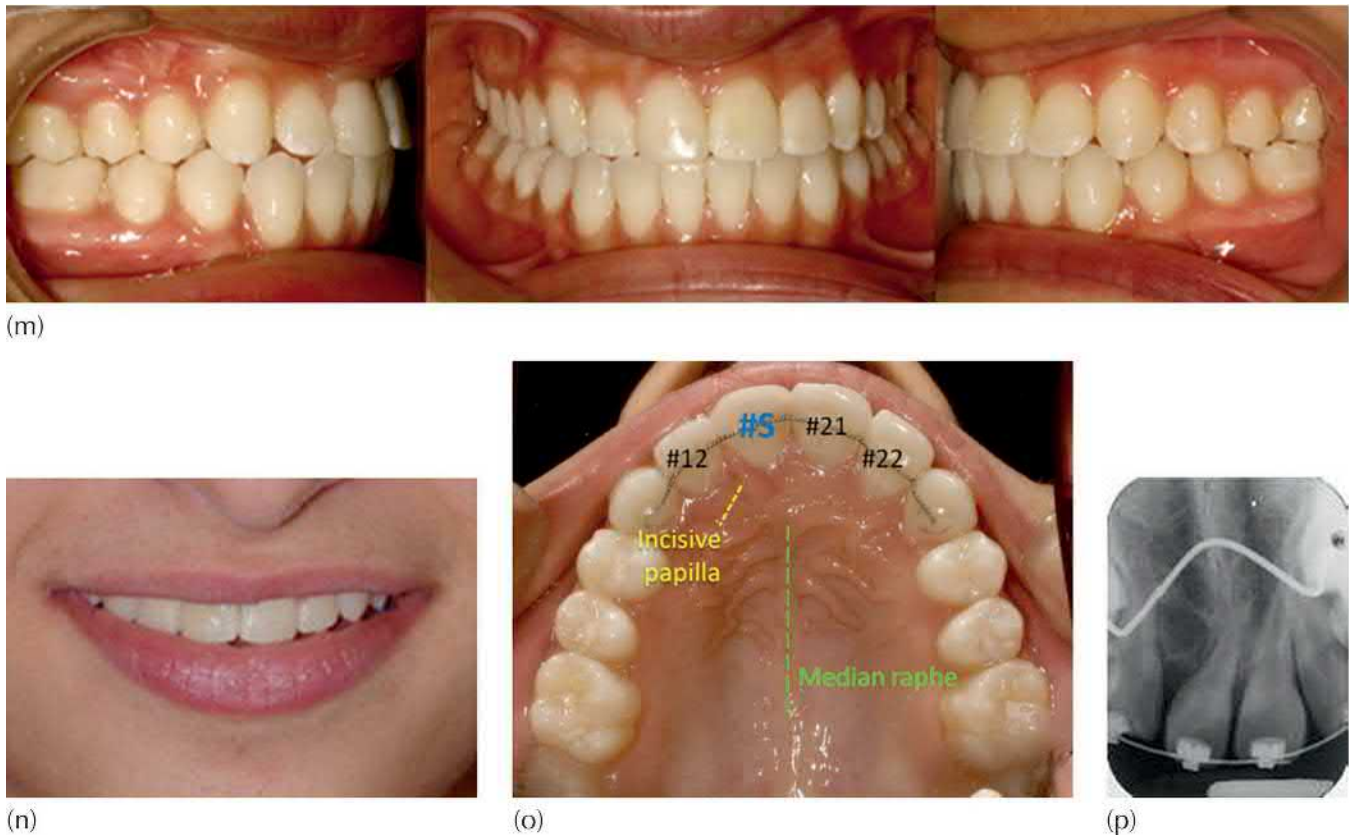 (m)
#S
#21
#12
#22
Incisive
papilla
Median raphe
(n)
(o)
(p)